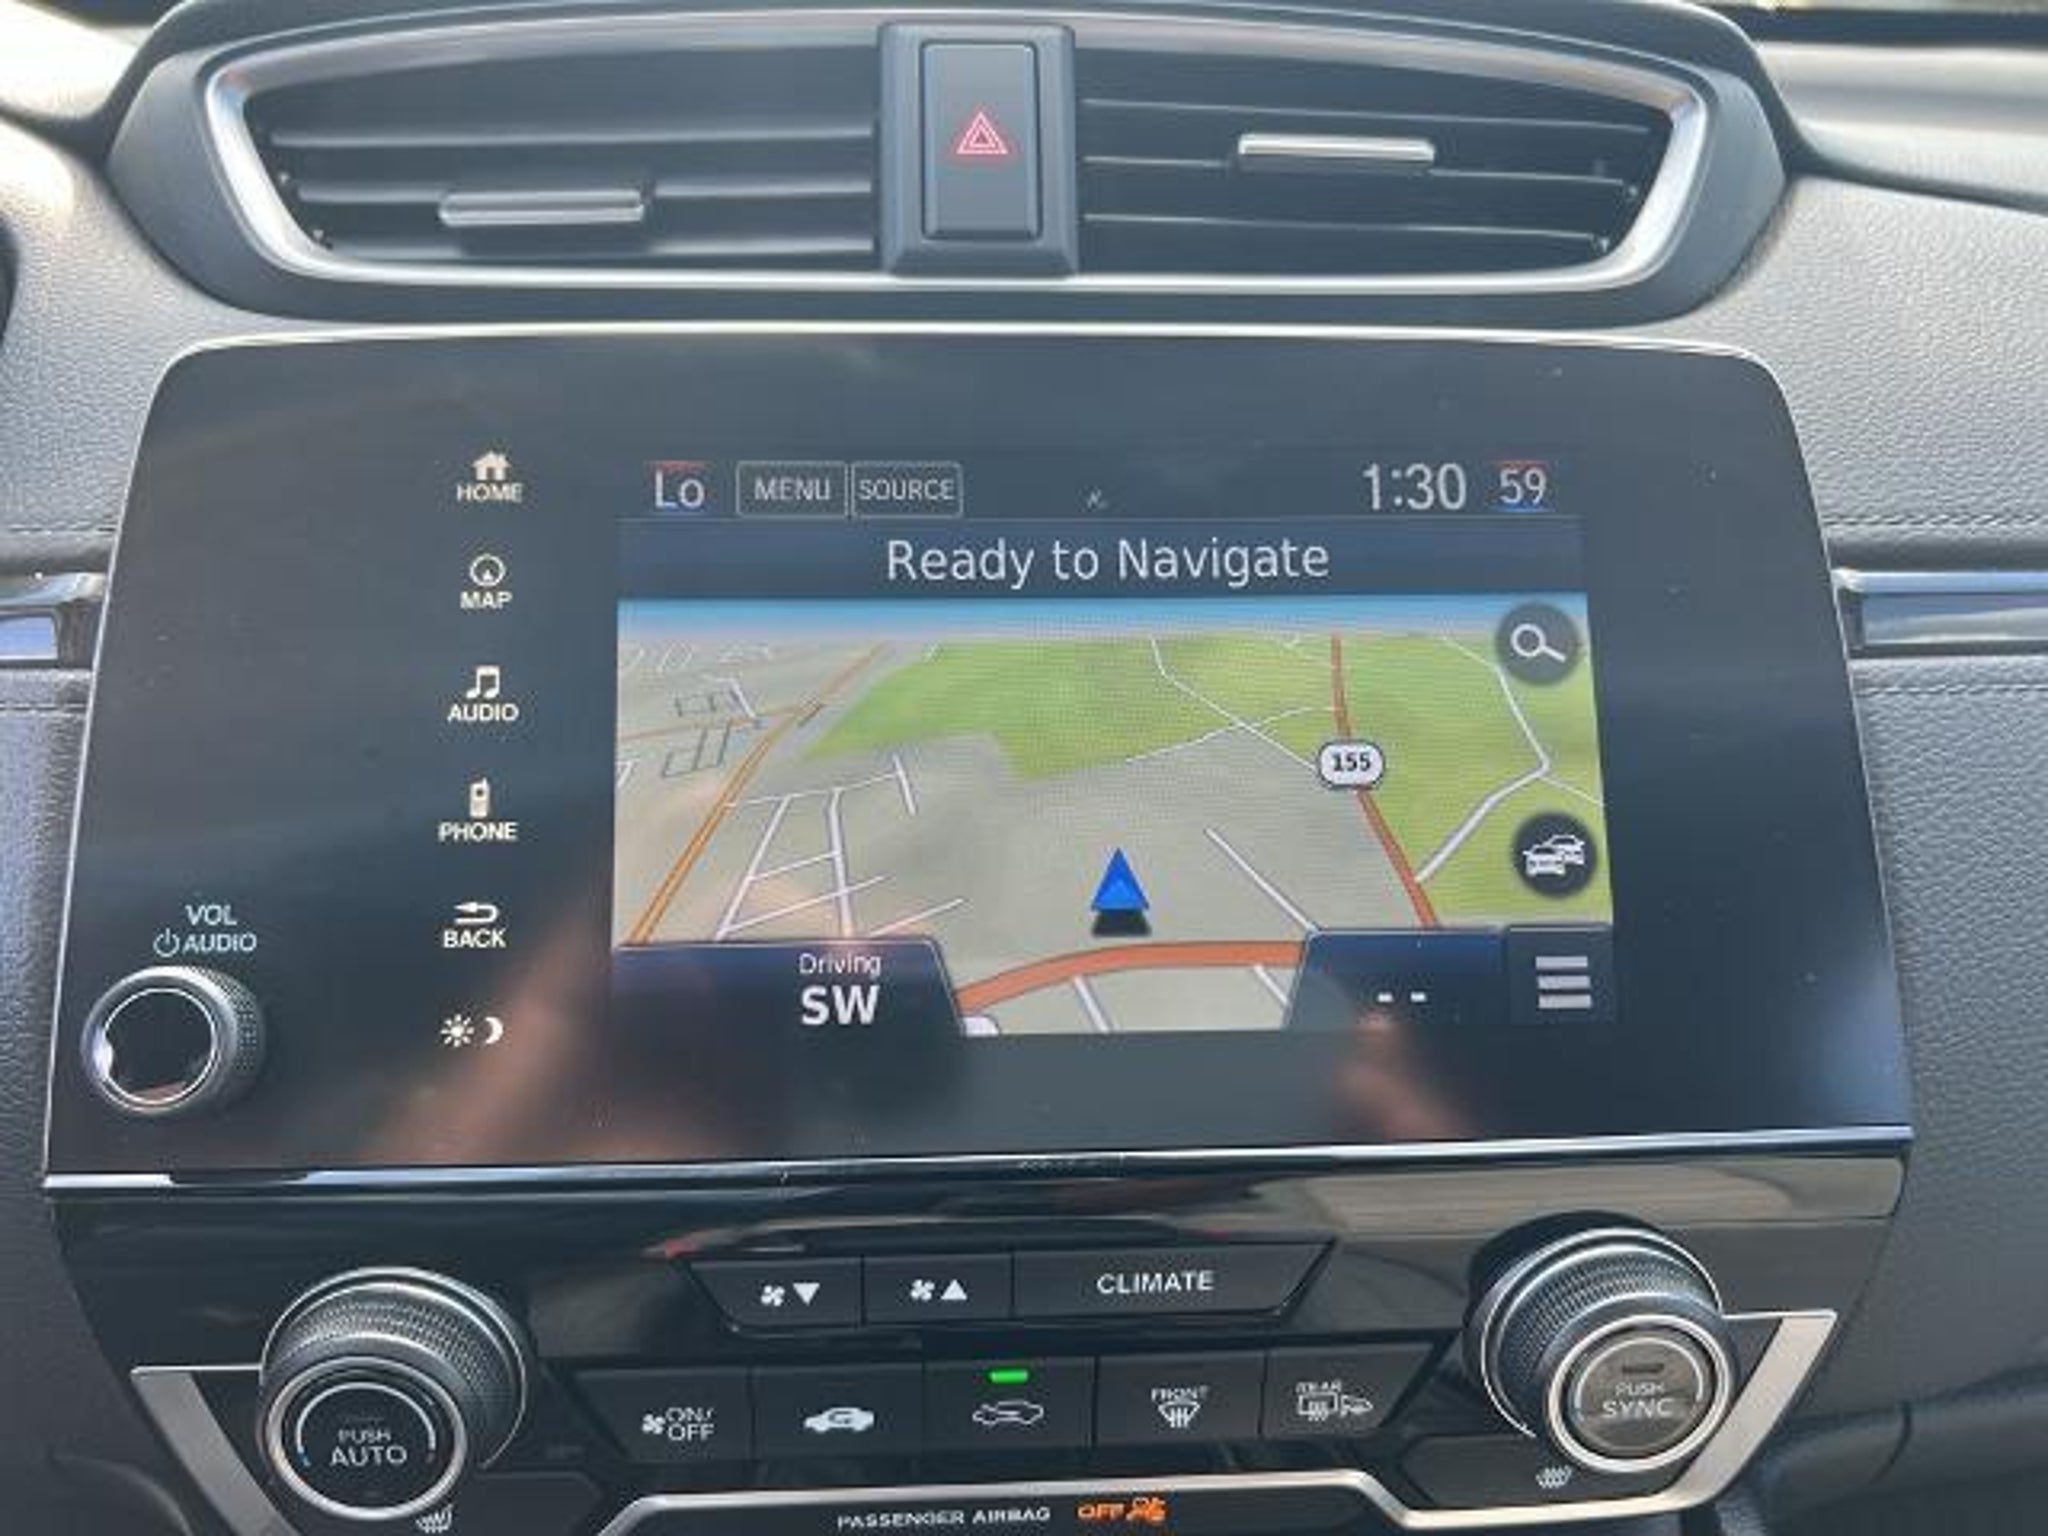 HOME
MAP
AUDIO
PHONE
BACK
VOL
AUDIO
Lo MENU SOURCE 1:30 59
Ready to Navigate
155
Driving
SW
--
CLIMATE
ON/
OFF
FRONT
REAR
PUSH
AUTO
PUSH
SYNC
PASSENGER AIRBAG OFF